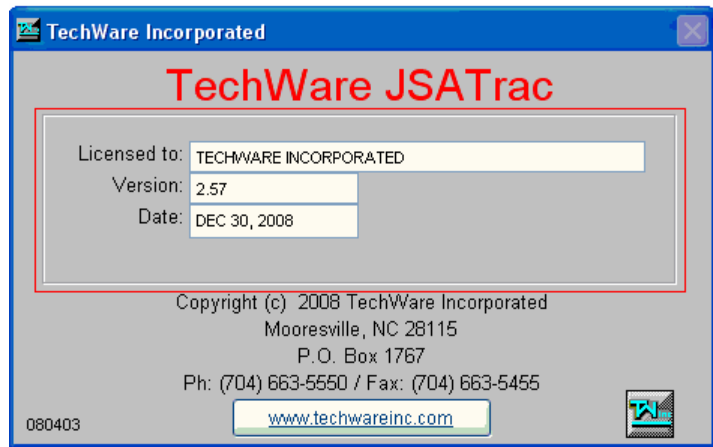 TechWare Incorporated
TechWare JSATrac
Licensed to: TECHWARE INCORPORATED
Version: 2.57
Date: DEC 30, 2008
Copyright (c) 2008 TechWare Incorporated
Mooresville, NC 28115
P.O. Box 1767
Ph: (704) 663-5550 / Fax: (704) 663-5455
080403 www.techwareinc.com